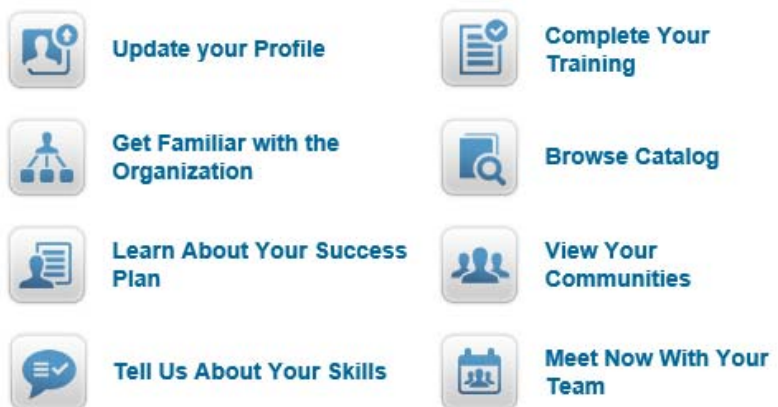 Update your Profile
Complete Your
Training
Get Familiar with the
Organization
Browse Catalog
Learn About Your Success
Plan
View Your
Communities
Tell Us About Your Skills
Meet Now With Your
Team